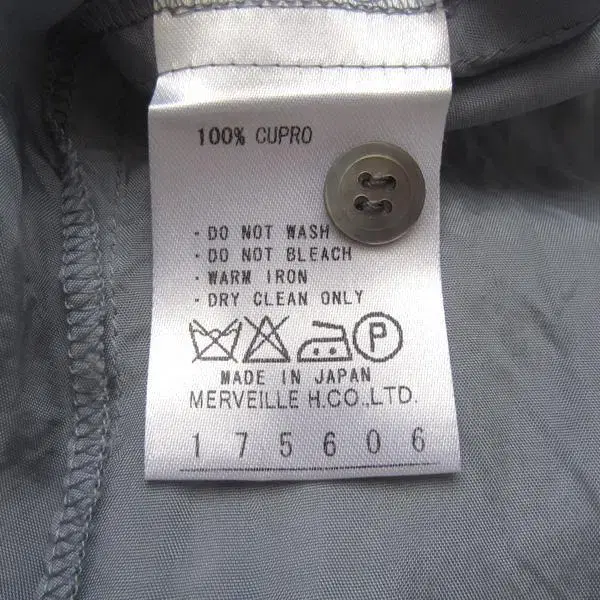 100% CUPRO
· DO NOT WASH
· DO NOT BLEACH
· WARM IRON
· DRY CLEAN ONLY
P
MADE IN JAPAN
MERVEILLE H.CO.,LTD.
175606